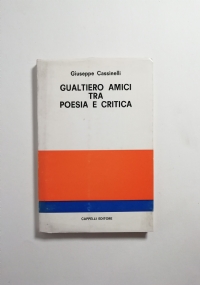 Giuseppe Cassinelli
GUALTIERO AMICI
TRA
POESIA E CRITICA
CAPPELLI EDITORE